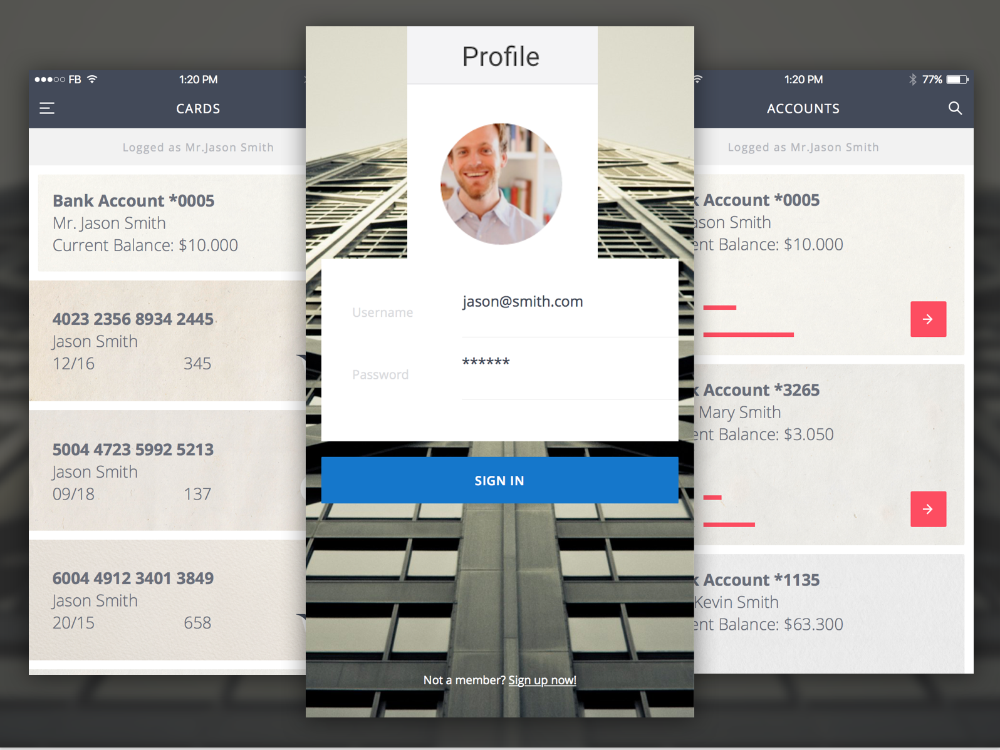 FB 1:20 PM
CARDS
Logged as Mr.Jason Smith
Bank Account *0005
Mr. Jason Smith
Current Balance: $10.000
4023 2356 8934 2445
Jason Smith
12/16 345
5004 4723 5992 5213
Jason Smith
09/18 137
6004 4912 3401 3849
Jason Smith
20/15 658
Profile
Username jason@smith.com
Password ******
SIGN IN
Not a member? Sign up now!
1:20 PM 77%
ACCOUNTS
Logged as Mr.Jason Smith
Account *0005
ason Smith
ent Balance: $10.000
Account *3265
Mary Smith
ent Balance: $3.050
Account *1135
Kevin Smith
ent Balance: $63.300